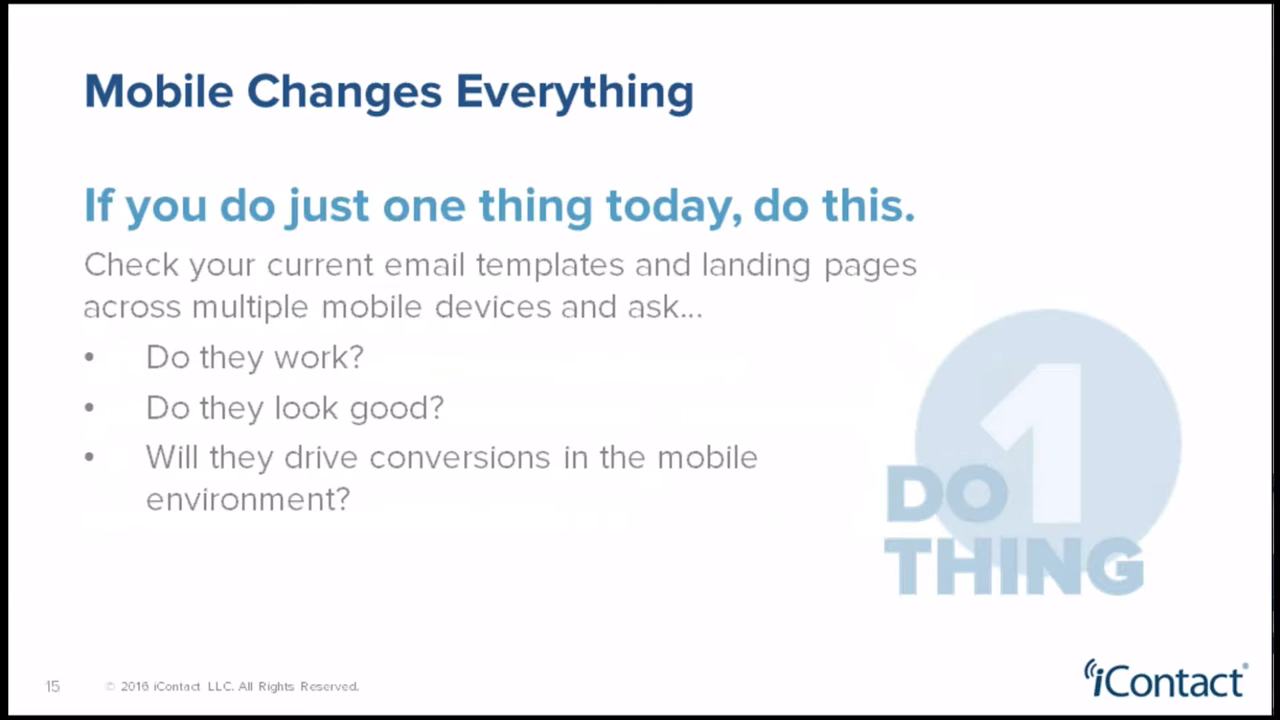 Mobile Changes Everything
If you do just one thing today, do this.
Check your current email templates and landing pages
across multiple mobile devices and ask...
• Do they work?
• Do they look good?
• Will they drive conversions in the mobile
environment?
1
DO
THING
15 © 2016 iContact LLC. All Rights Reserved.
iContact®